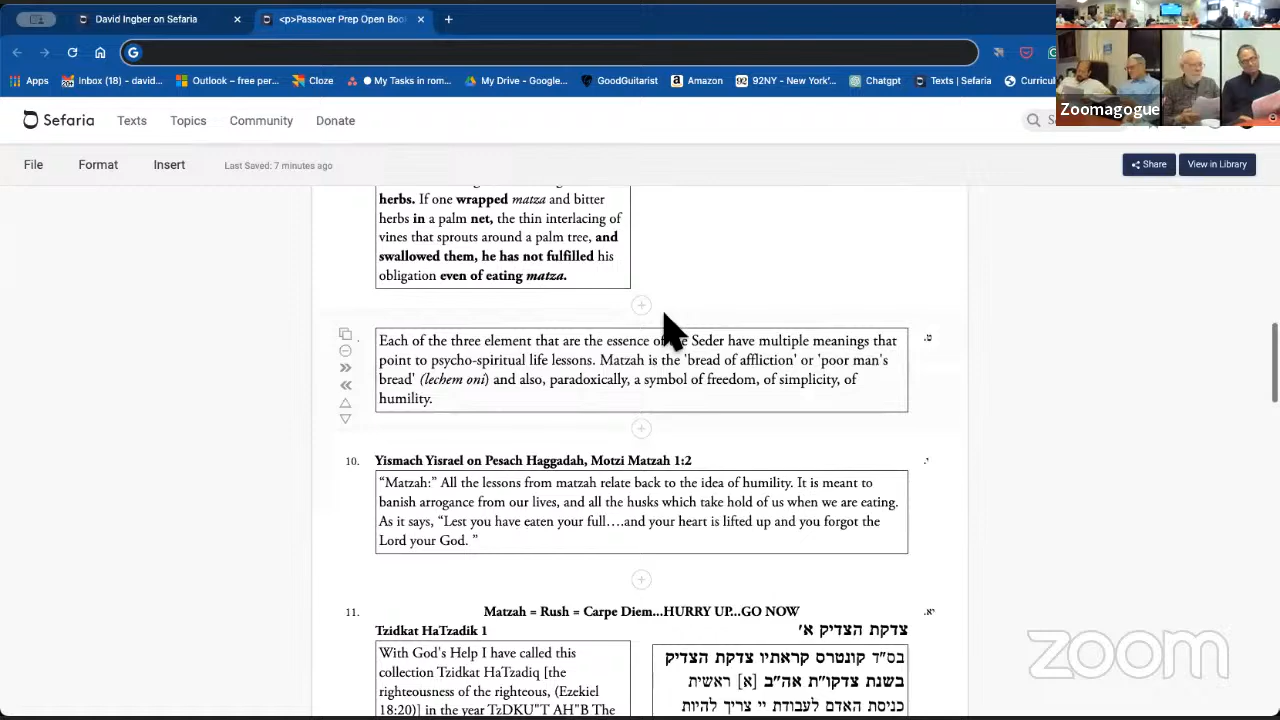 David Ingber on Sefaria
<p>Passover Prep Open Boo
Apps
Inbox (18) - david...
Outlook – free per...
Cloze
My Tasks in rom...
My Drive - Google...
GoodGuitarist
Amazon
92NY - New York'...
Chatgpt
Texts | Sefaria
Curricu
Zoomagogue
Sefaria
Texts
Topics
Community
Donate
File
Format
Insert
Last Saved: 7 minutes ago
Share
View in Library
herbs. If one wrapped matza and bitter
herbs in a palm net, the thin interlacing of
vines that sprouts around a palm tree, and
swallowed them, he has not fulfilled his
obligation even of eating matza.
Each of the three element that are the essence of Seder have multiple meanings that
point to psycho-spiritual life lessons. Matzah is the 'bread of affliction' or 'poor man's
bread' (lechem oni) and also, paradoxically, a symbol of freedom, of simplicity, of
humility.
ט.
10. Yismach Yisrael on Pesach Haggadah, Motzi Matzah 1:2
י.
“Matzah:” All the lessons from matzah relate back to the idea of humility. It is meant to
banish arrogance from our lives, and all the husks which take hold of us when we are eating.
As it says, “Lest you have eaten your full….and your heart is lifted up and you forgot the
Lord your God. ”
11. Matzah = Rush = Carpe Diem...HURRY UP...GO NOW
יא.
Tzidkat HaTzadik 1
צדקת הצדיק א׳
With God's Help I have called this
collection Tzidkat HaTzadiq [the
righteousness of the righteous, (Ezekiel
18:20)] in the year TzDKU"T AH"B The
בס"ד קונטרס קראתיו צדקת הצדיק
בשנת צדקו"ת אה"ב [א] ראשית
כניסת האדם לעבודת יי צריך להיות
zoom